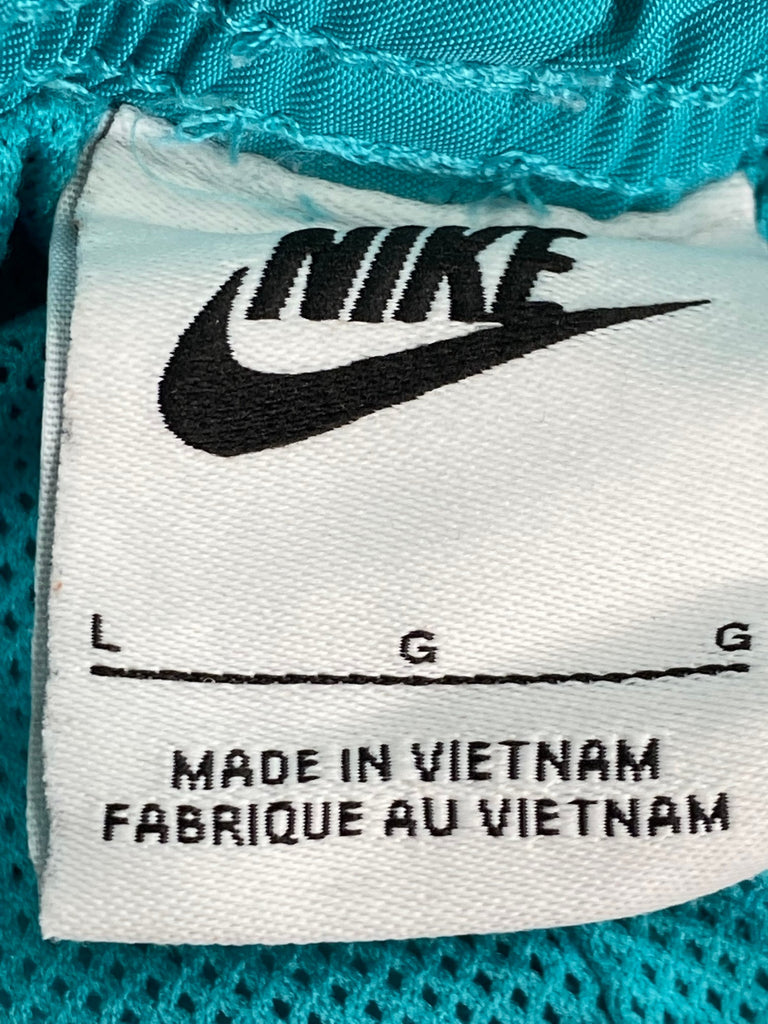 NIKE
L G G
MADE IN VIETNAM
FABRIQUE AU VIETNAM